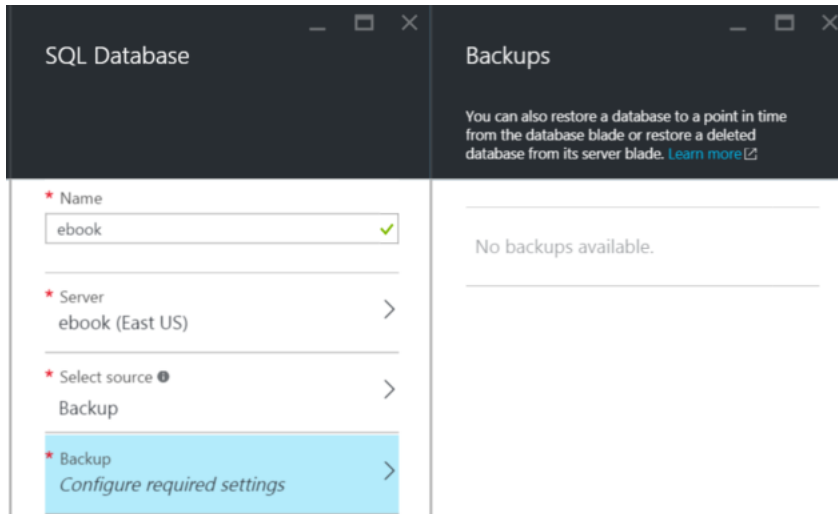 SQL Database
* Name
ebook
* Server
ebook (East US)
* Select source
Backup
* Backup
Configure required settings
Backups
You can also restore a database to a point in time
from the database blade or restore a deleted
database from its server blade. Learn more
No backups available.